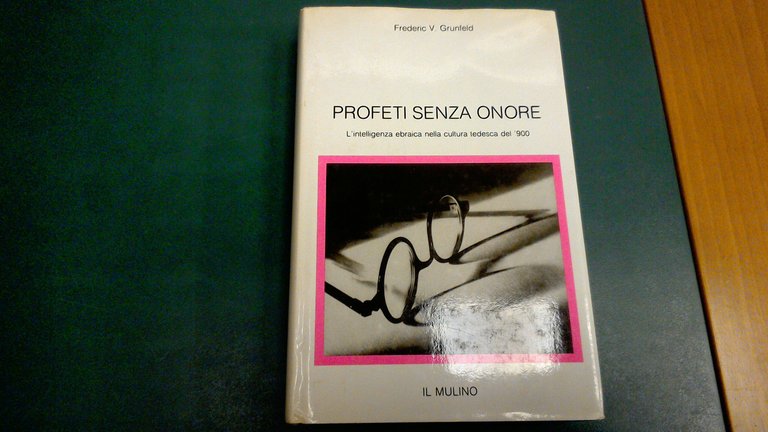 Frederic V. Grunfeld
PROFETI SENZA ONORE
L'intelligenza ebraica nella cultura tedesca del '900
IL MULINO